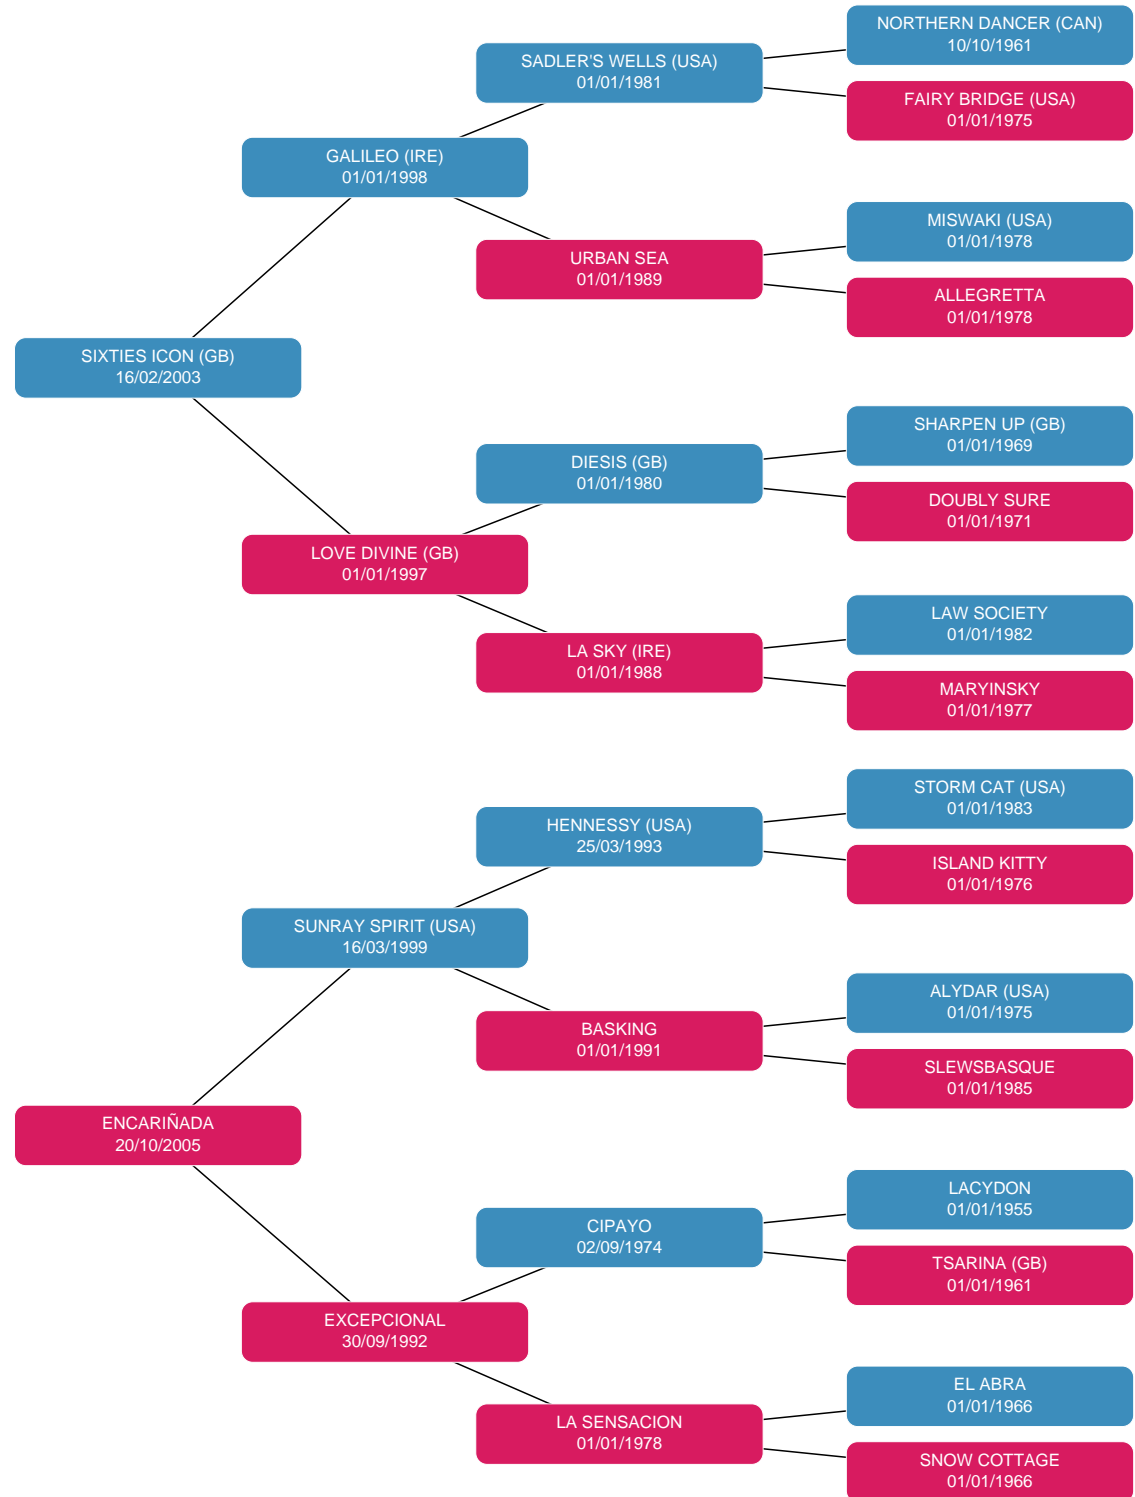 NORTHERN DANCER (CAN)
10/10/1961
SADLER'S WELLS (USA)
01/01/1981
FAIRY BRIDGE (USA)
01/01/1975
GALILEO (IRE)
01/01/1998
MISWAKI (USA)
01/01/1978
URBAN SEA
01/01/1989
ALLEGRETTA
01/01/1978
SIXTIES ICON (GB)
16/02/2003
SHARPEN UP (GB)
01/01/1969
DIESIS (GB)
01/01/1980
DOUBLY SURE
01/01/1971
LOVE DIVINE (GB)
01/01/1997
LAW SOCIETY
01/01/1982
LA SKY (IRE)
01/01/1988
MARYINSKY
01/01/1977
STORM CAT (USA)
01/01/1983
HENNESSY (USA)
25/03/1993
ISLAND KITTY
01/01/1976
SUNRAY SPIRIT (USA)
16/03/1999
ALYDAR (USA)
01/01/1975
BASKING
01/01/1991
SLEWSBASQUE
01/01/1985
ENCARIÑADA
20/10/2005
LACYDON
01/01/1955
CIPAYO
02/09/1974
TSARINA (GB)
01/01/1961
EXCEPCIONAL
30/09/1992
EL ABRA
01/01/1966
LA SENSACION
01/01/1978
SNOW COTTAGE
01/01/1966